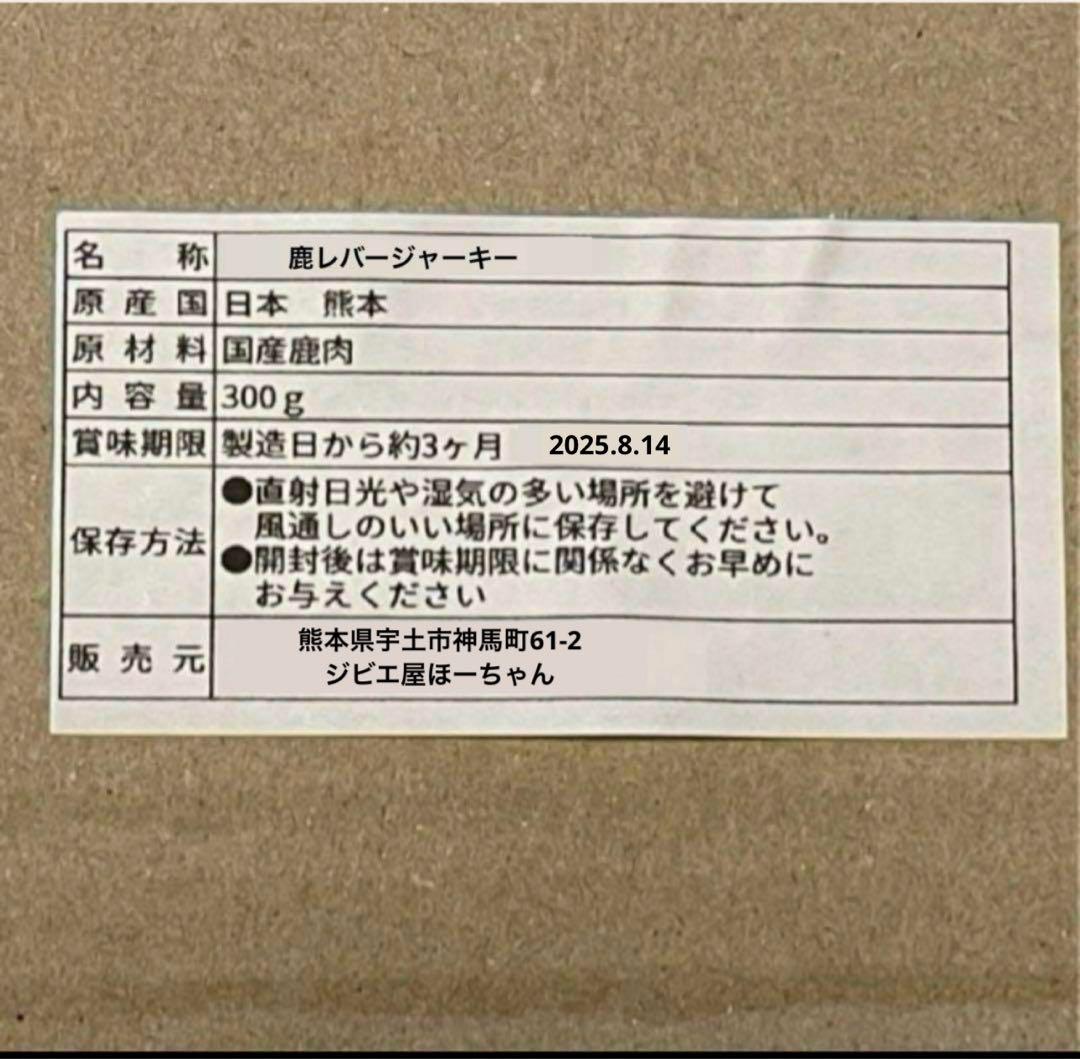 名 称 鹿レバージャーキー
原産国 日本 熊本
原材料 国産鹿肉
内容量 300g
賞味期限 製造日から約3ヶ月 2025.8.14
保存方法
●直射日光や湿気の多い場所を避けて
風通しのいい場所に保存してください。
●開封後は賞味期限に関係なくお早めに
お与えください
販売元
熊本県宇土市神馬町61-2
ジビエ屋ほーちゃん